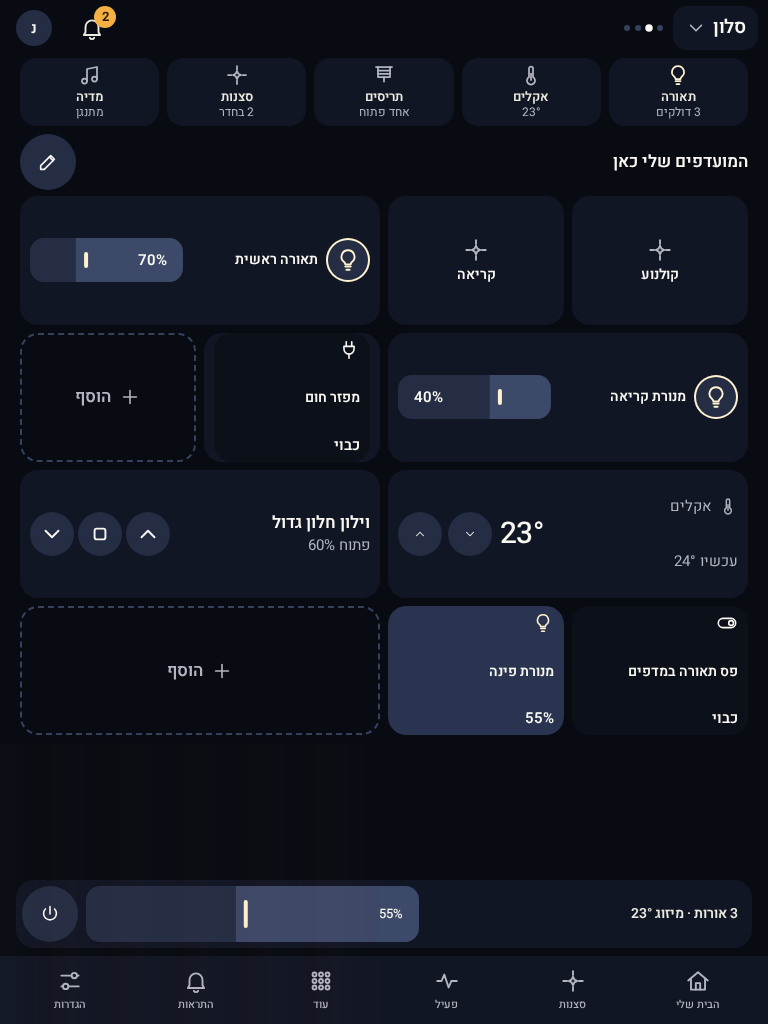 סלון
2
נ
תאורה
3 דולקים
אקלים
23°
תריסים
אחד פתוח
סצנות
2 בחדר
מדיה
מתנגן
המועדפים שלי כאן
קולנוע
קריאה
תאורה ראשית
70%
מנורת קריאה
40%
מפזר חום
כבוי
הוסף
אקלים
עכשיו 24°
23°
וילון חלון גדול
פתוח 60%
פס תאורה במדפים
כבוי
מנורת פינה
55%
הוסף
3 אורות · מיזוג 23°
55%
הבית שלי
סצנות
פעיל
עוד
התראות
הגדרות